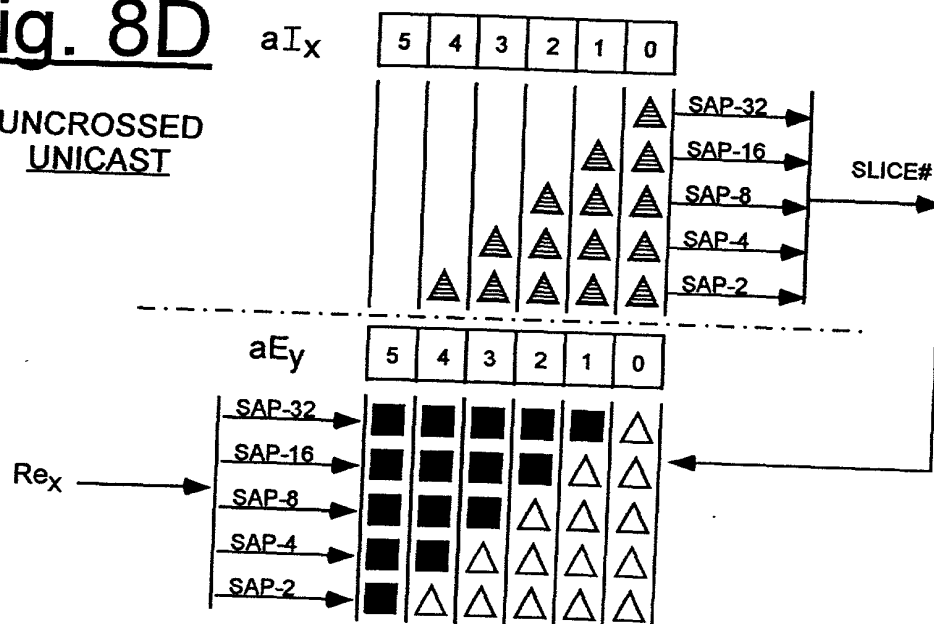 ig. 8D
aIx
5 4 3 2 1 0
UNCROSSED
UNICAST
SAP-32
SAP-16
SAP-8
SAP-4
SAP-2
SLICE#
aEy
5 4 3 2 1 0
Rex
SAP-32
SAP-16
SAP-8
SAP-4
SAP-2